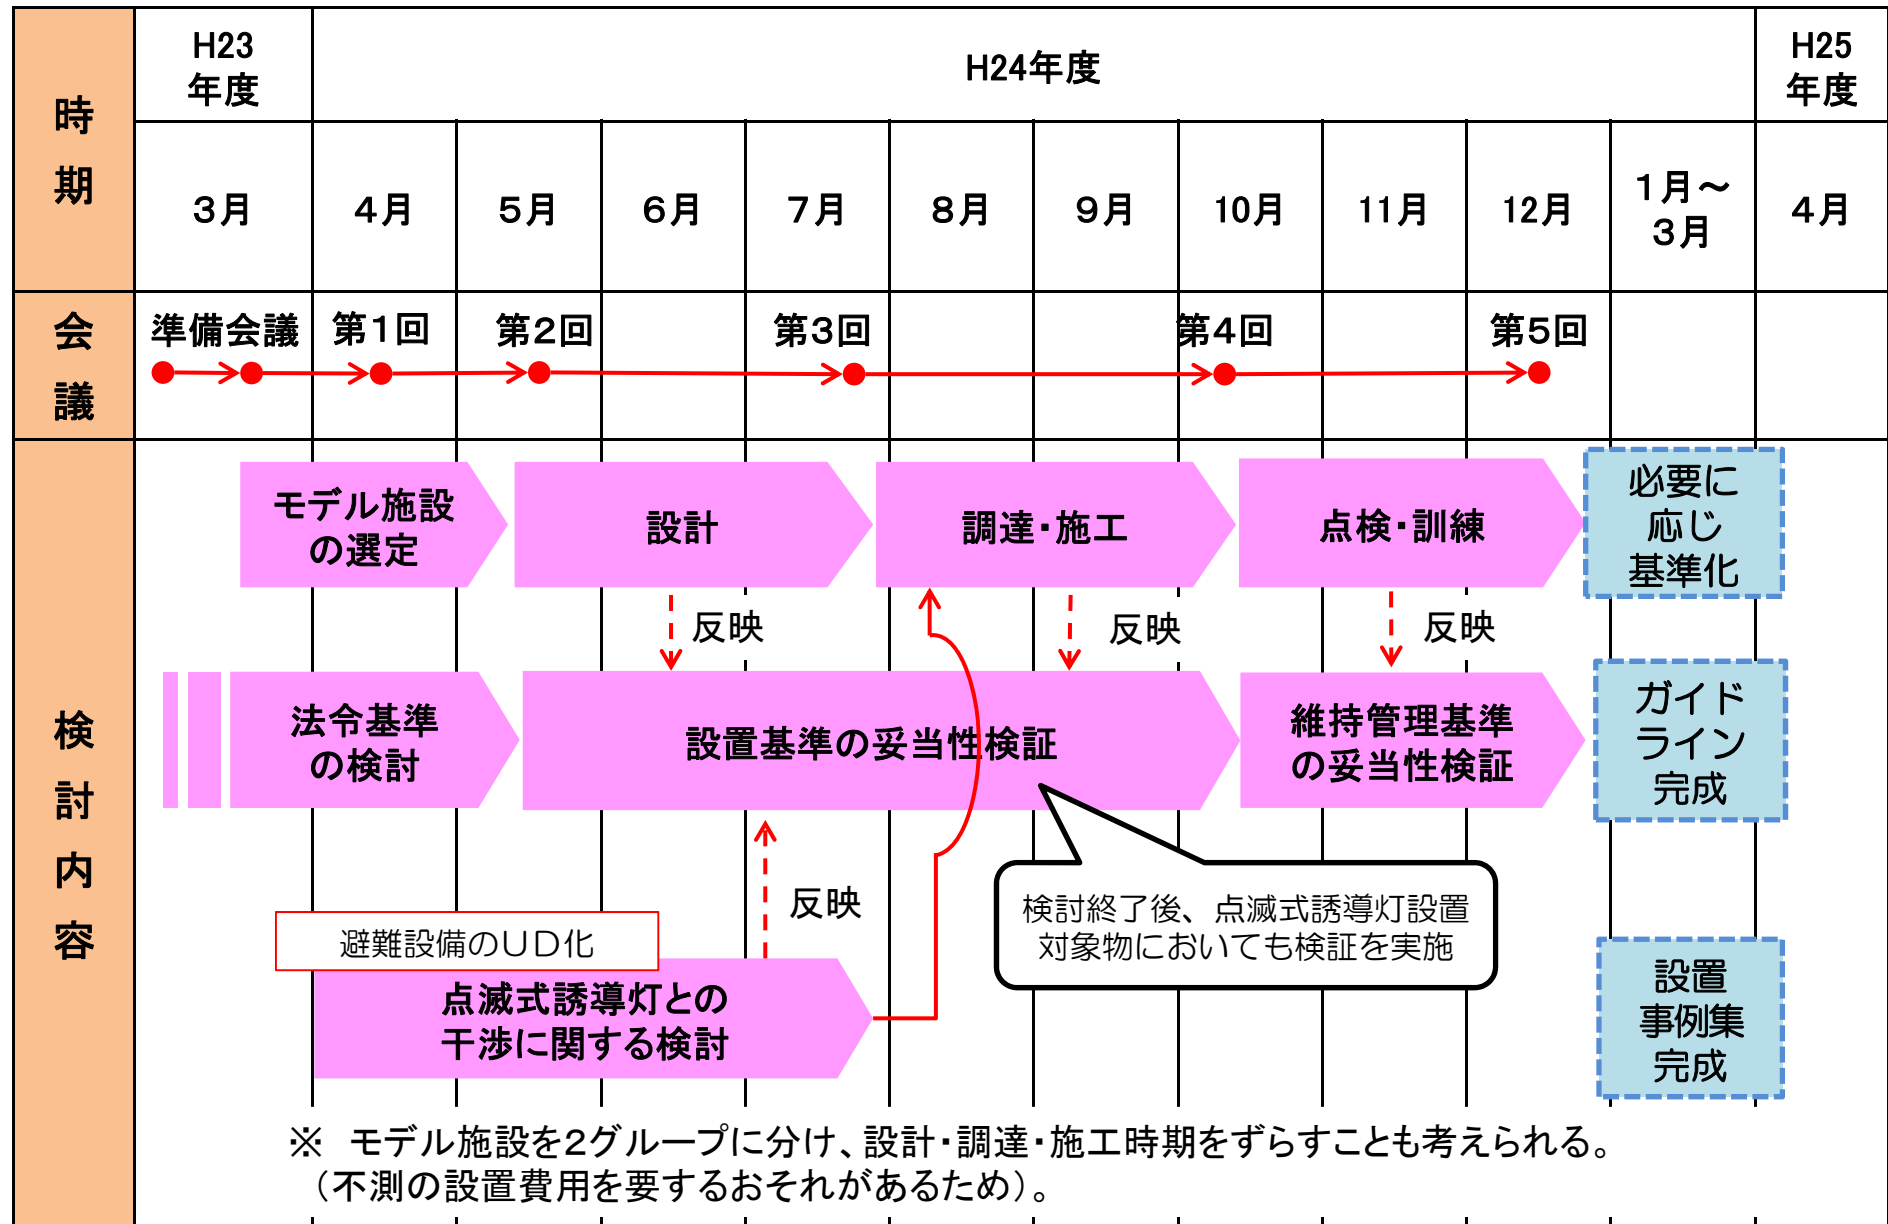 時期
H23
年度
H24年度
H25
年度
3月
4月
5月
6月
7月
8月
9月
10月
11月
12月
1月～
3月
4月
会議
準備会議
第1回
第2回
第3回
第4回
第5回
検討内容
モデル施設
の選定
設計
調達・施工
点検・訓練
必要に
応じ
基準化
反映
反映
反映
法令基準
の検討
設置基準の妥当性検証
維持管理基準
の妥当性検証
ガイド
ライン
完成
反映
検討終了後、点滅式誘導灯設置
対象物においても検証を実施
避難設備のUD化
点滅式誘導灯との
干渉に関する検討
設置
事例集
完成
※　モデル施設を2グループに分け、設計・調達・施工時期をずらすことも考えられる。
（不測の設置費用を要するおそれがあるため）。